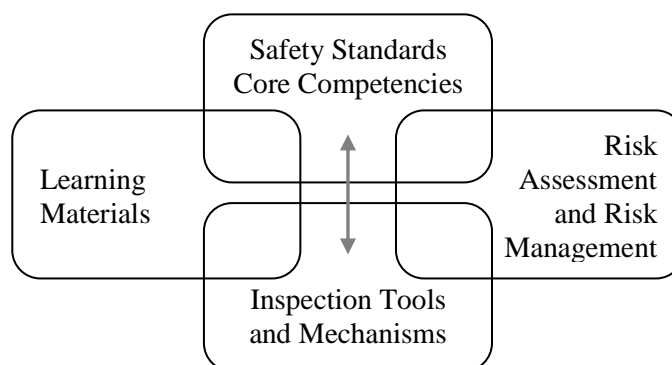 Safety Standards
Core Competencies
Learning
Materials
Risk
Assessment
and Risk
Management
Inspection Tools
and Mechanisms